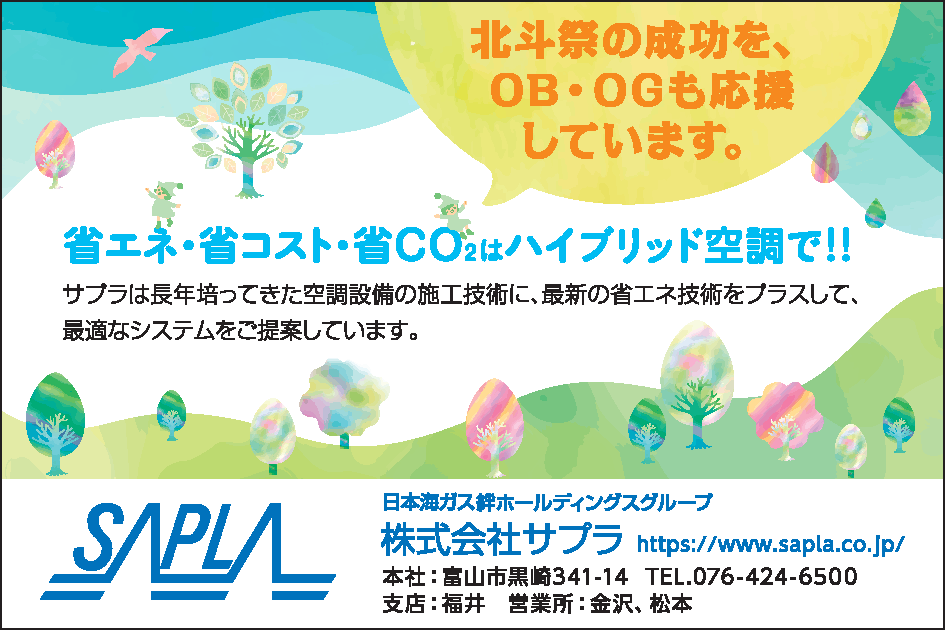 北斗祭の成功を、
OB・OGも応援
しています。
省エネ・省コスト・省CO2はハイブリッド空調で!!
サプラは長年培ってきた空調設備の施工技術に、最新の省エネ技術をプラスして、
最適なシステムをご提案しています。
SAPLA
日本海ガス絆ホールディングスグループ
株式会社サプラ https://www.sapla.co.jp/
本社：富山市黒崎341-14 TEL.076-424-6500
支店：福井 営業所：金沢、松本